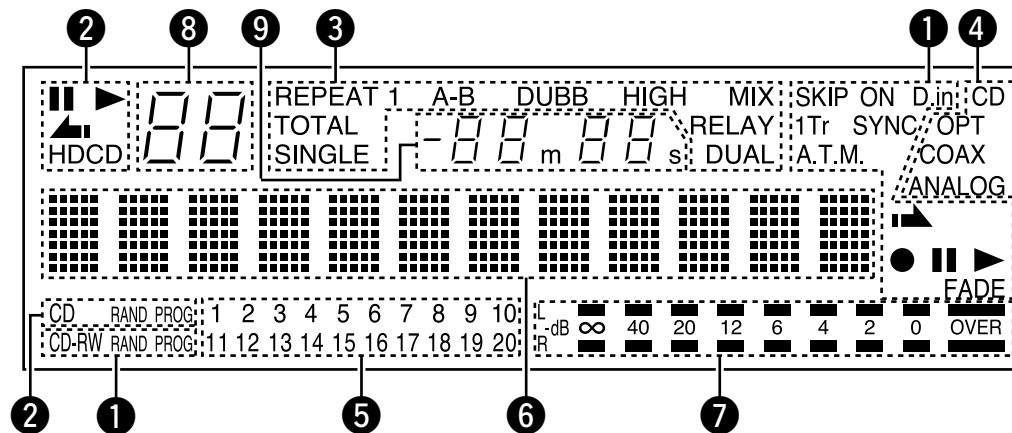 2 8 9 3 1 4
REPEAT 1 A-B DUBB HIGH MIX SKIP ON D.in CD
TOTAL RELAY 1Tr SYNC OPT
HDCD 88 SINGLE -88 m 88 s DUAL A.T.M. COAX
ANALOG
FADE
CD RAND PROG 1 2 3 4 5 6 7 8 9 10
CD-RW RAND PROG 11 12 13 14 15 16 17 18 19 20
L
-dB ∞ 40 20 12 6 4 2 0 OVER
R
2 1 5 6 7